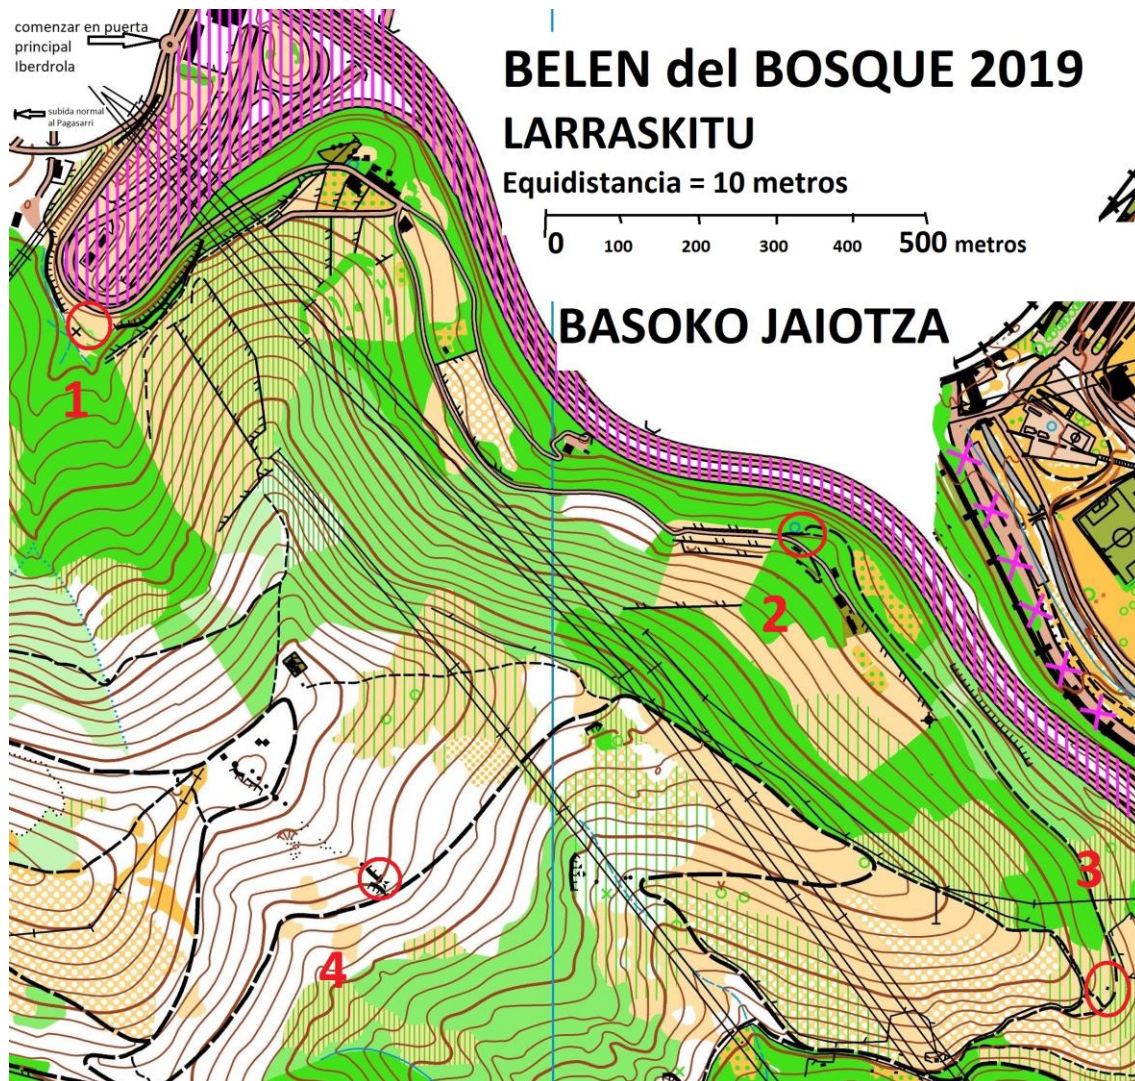 comenzar en puerta
principal
Iberdrola
subida normal
al Pagasarri
BELEN del BOSQUE 2019
LARRASKITU
Equidistancia = 10 metros
0 100 200 300 400 500 metros
BASOKO JAIOTZA
1
2
3
4